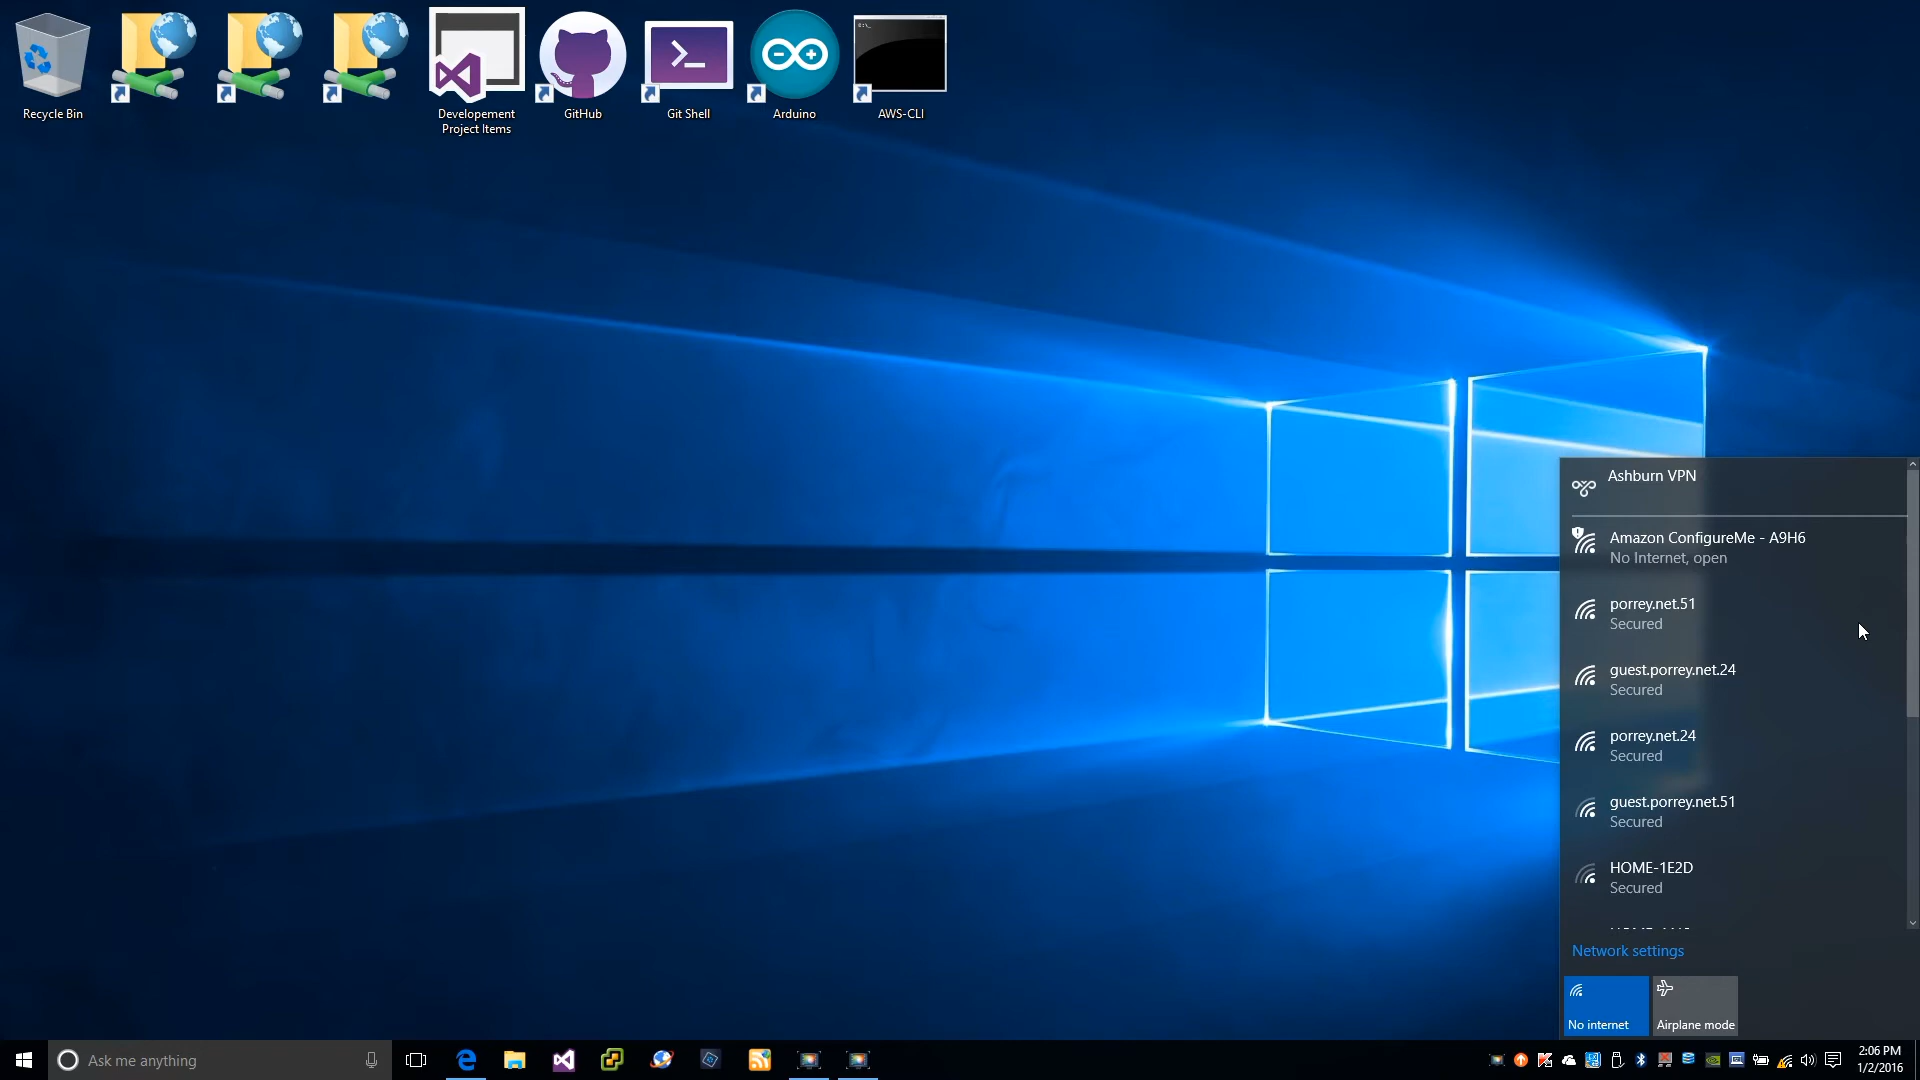 Recycle Bin
Developement
Project Items
GitHub
Git Shell
Arduino
AWS-CLI
Ashburn VPN
Amazon ConfigureMe - A9H6
No Internet, open
porrey.net.51
Secured
guest.porrey.net.24
Secured
porrey.net.24
Secured
guest.porrey.net.51
Secured
HOME-1E2D
Secured
Network settings
No internet
Airplane mode
Ask me anything
2:06 PM
1/2/2016